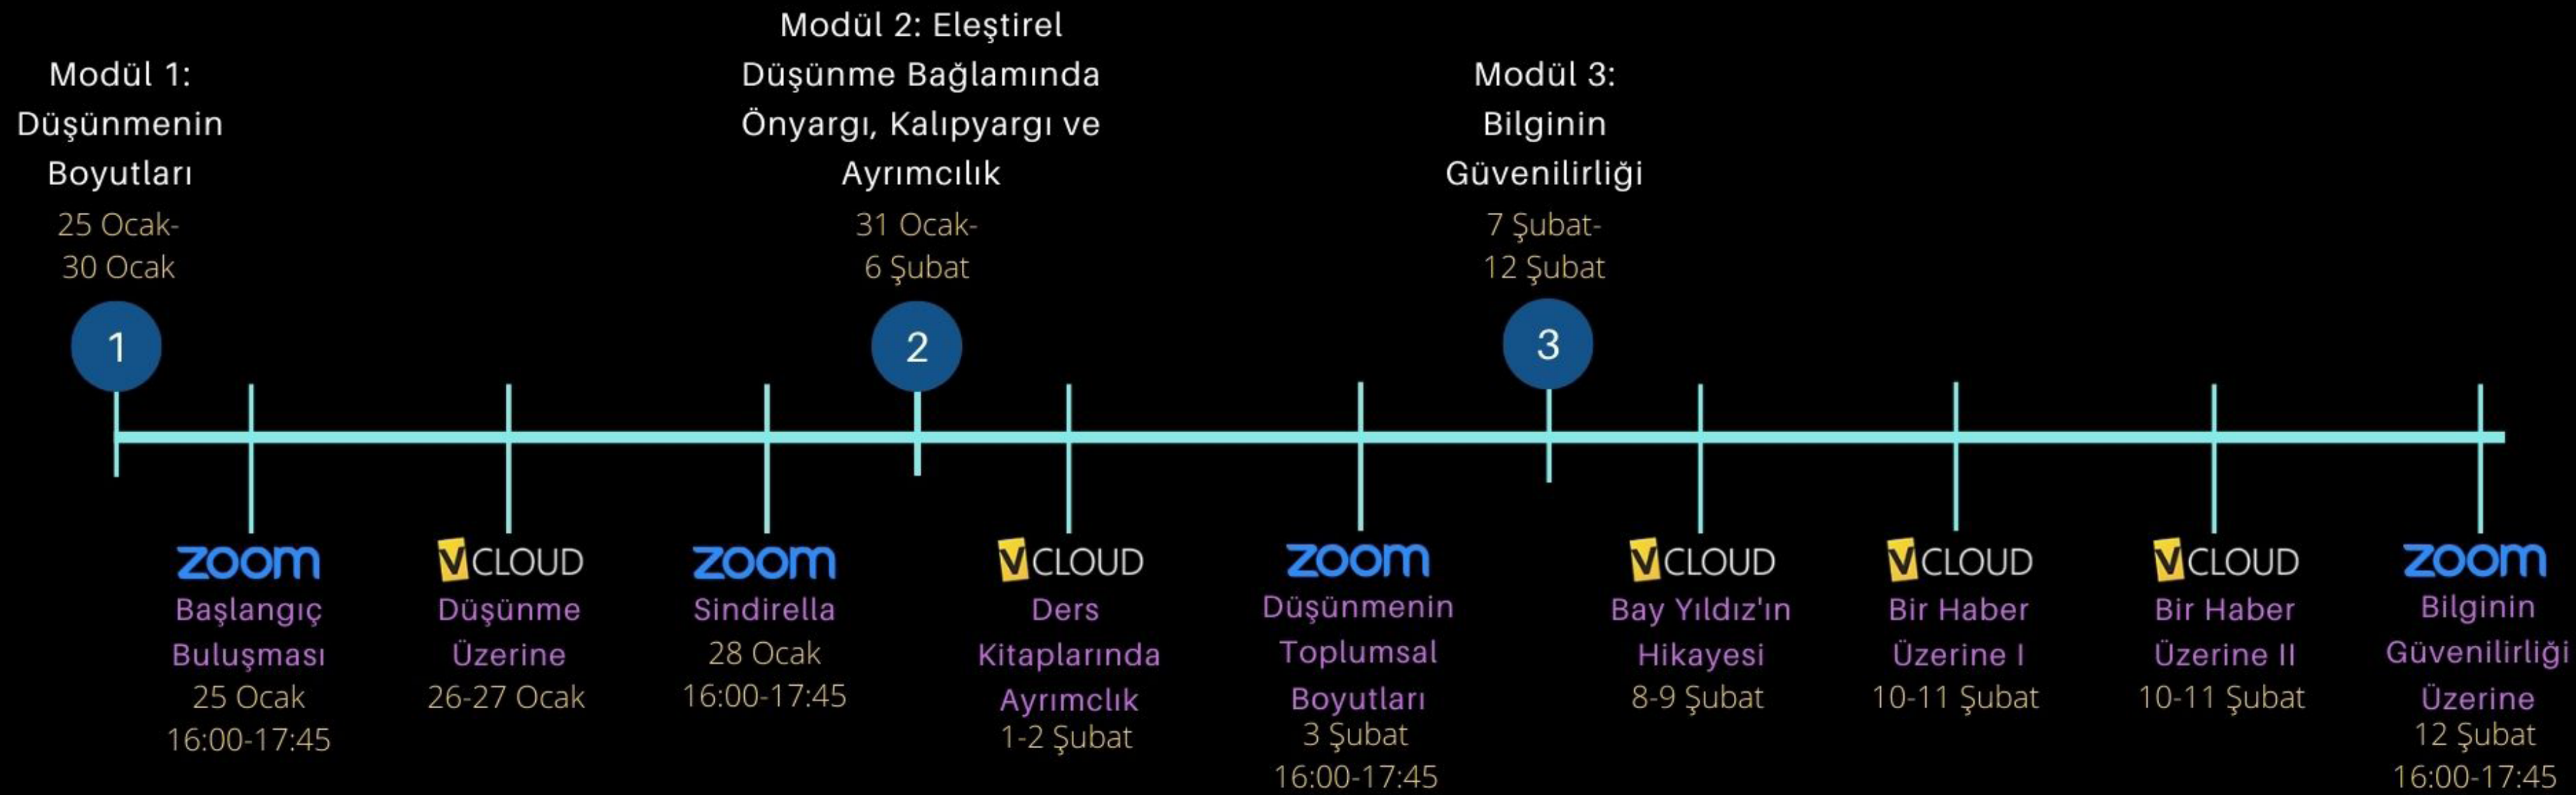 Modül 1:
Düşünmenin
Boyutları
25 Ocak-
30 Ocak
1
Modül 2: Eleştirel
Düşünme Bağlamında
Önyargı, Kalıpyargı ve
Ayrımcılık
31 Ocak-
6 Şubat
2
Modül 3:
Bilginin
Güvenilirliği
7 Şubat-
12 Şubat
3
zoom
Başlangıç
Buluşması
25 Ocak
16:00-17:45
VCLOUD
Düşünme
Üzerine
26-27 Ocak
zoom
Sindirella
28 Ocak
16:00-17:45
VCLOUD
Ders
Kitaplarında
Ayrımclık
1-2 Şubat
zoom
Düşünmenin
Toplumsal
Boyutları
3 Şubat
16:00-17:45
VCLOUD
Bay Yıldız'ın
Hikayesi
8-9 Şubat
VCLOUD
Bir Haber
Üzerine I
10-11 Şubat
VCLOUD
Bir Haber
Üzerine II
10-11 Şubat
zoom
Bilginin
Güvenilirliği
Üzerine
12 Şubat
16:00-17:45